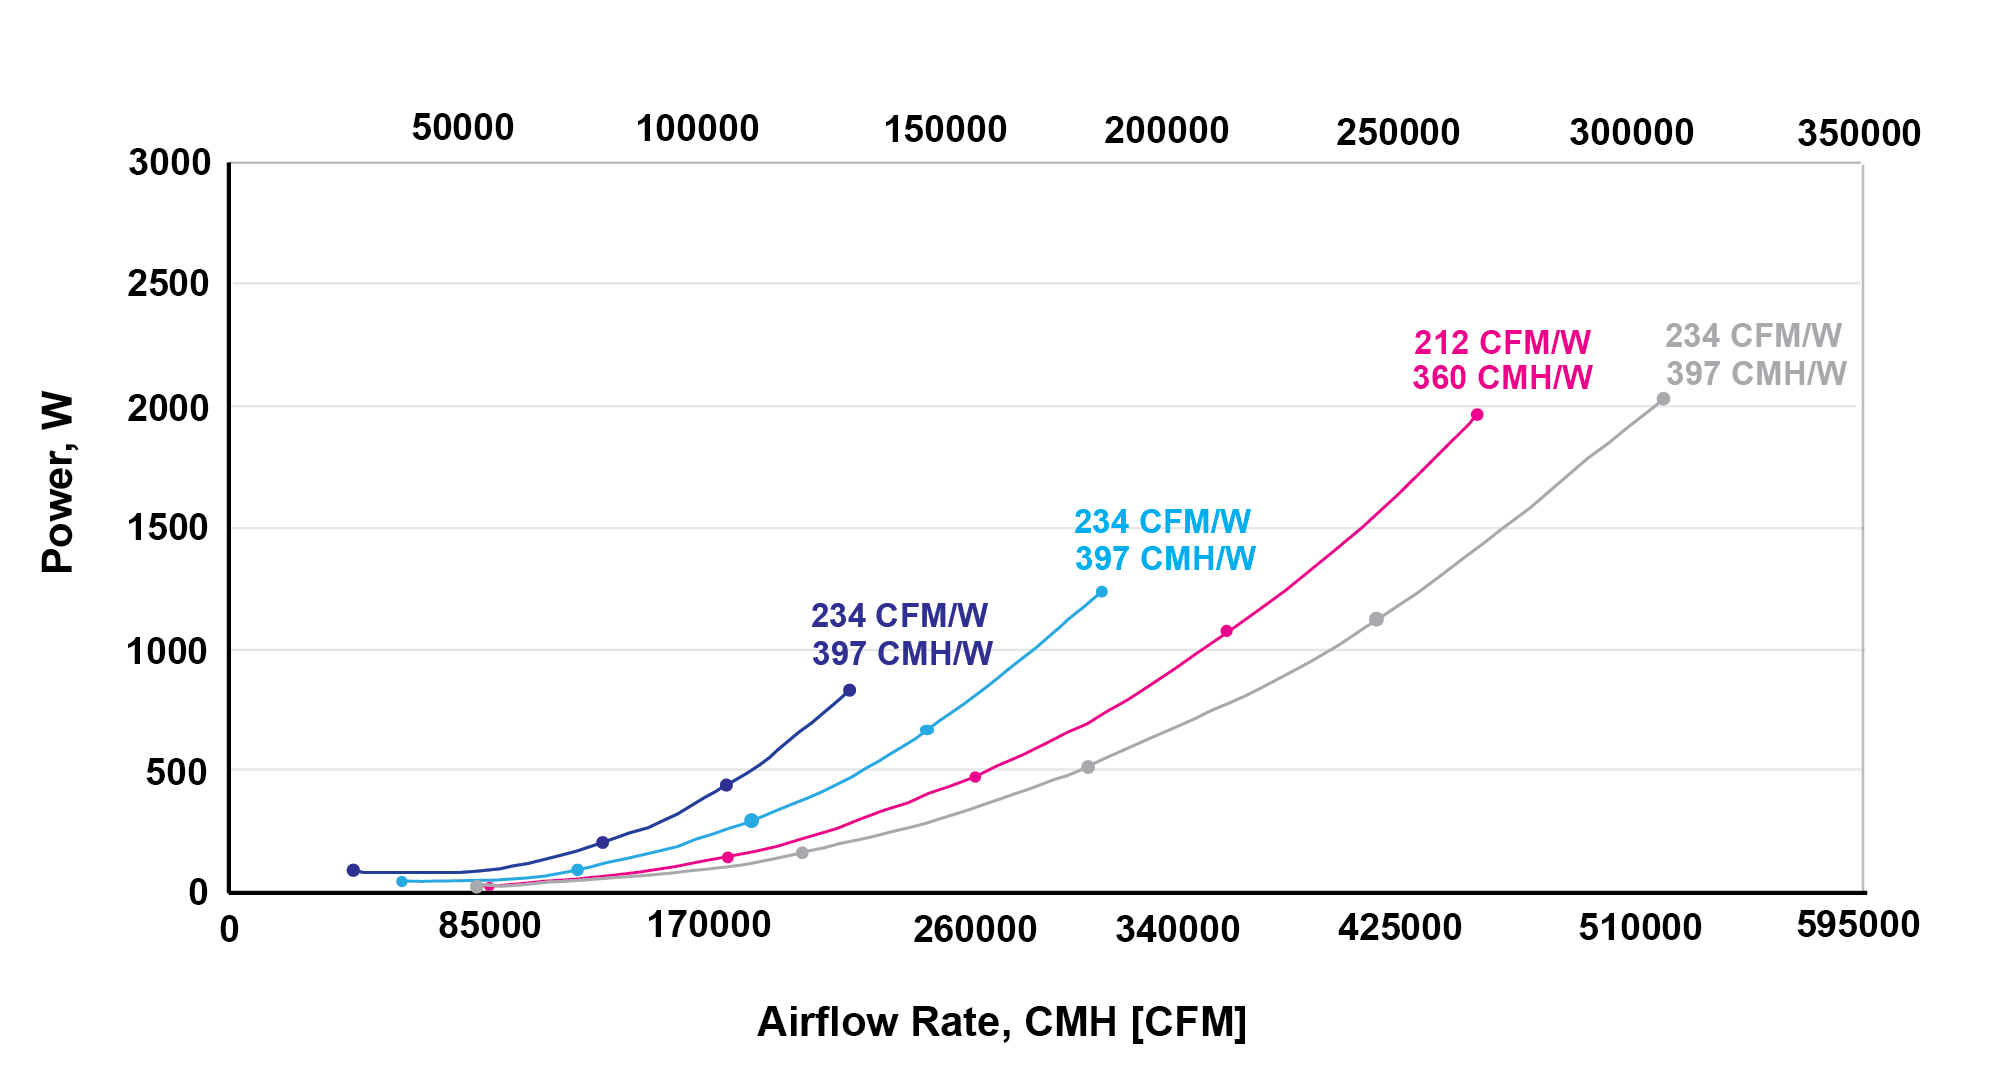 50000 100000 150000 200000 250000 300000 350000
3000
2500
2000
1500
1000
500
0
Power, W
212 CFM/W
360 CMH/W
234 CFM/W
397 CMH/W
234 CFM/W
397 CMH/W
234 CFM/W
397 CMH/W
0 85000 170000 260000 340000 425000 510000 595000
Airflow Rate, CMH [CFM]